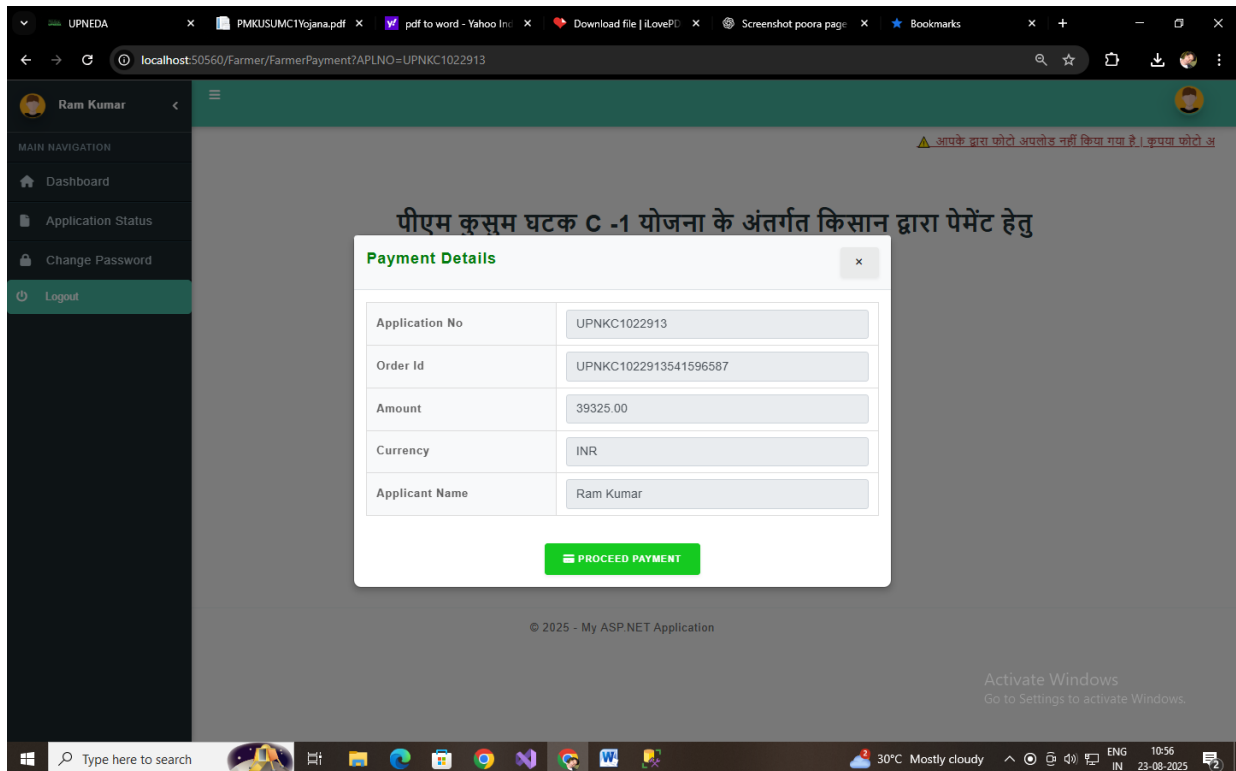 UPNEDA
PMKUSUMC1Yojana.pdf
pdf to word - Yahoo Inc
Download file | iLovePD
Screenshot poora page
Bookmarks
localhost:50560/Farmer/FarmerPayment?APLNO=UPNKC1022913
Ram Kumar
⚠ आपके द्वारा फोटो अपलोड नहीं किया गया है | कृपया फोटो अ
MAIN NAVIGATION
Dashboard
Application Status
Change Password
Logout
पीएम कुसुम घटक C -1 योजना के अंतर्गत किसान द्वारा पेमेंट हेतु
Payment Details
×
Application No UPNKC1022913
Order Id UPNKC1022913541596587
Amount 39325.00
Currency INR
Applicant Name Ram Kumar
PROCEED PAYMENT
© 2025 - My ASP.NET Application
Activate Windows
Go to Settings to activate Windows.
Type here to search
30°C Mostly cloudy
ENG
IN
10:56
23-08-2025
2